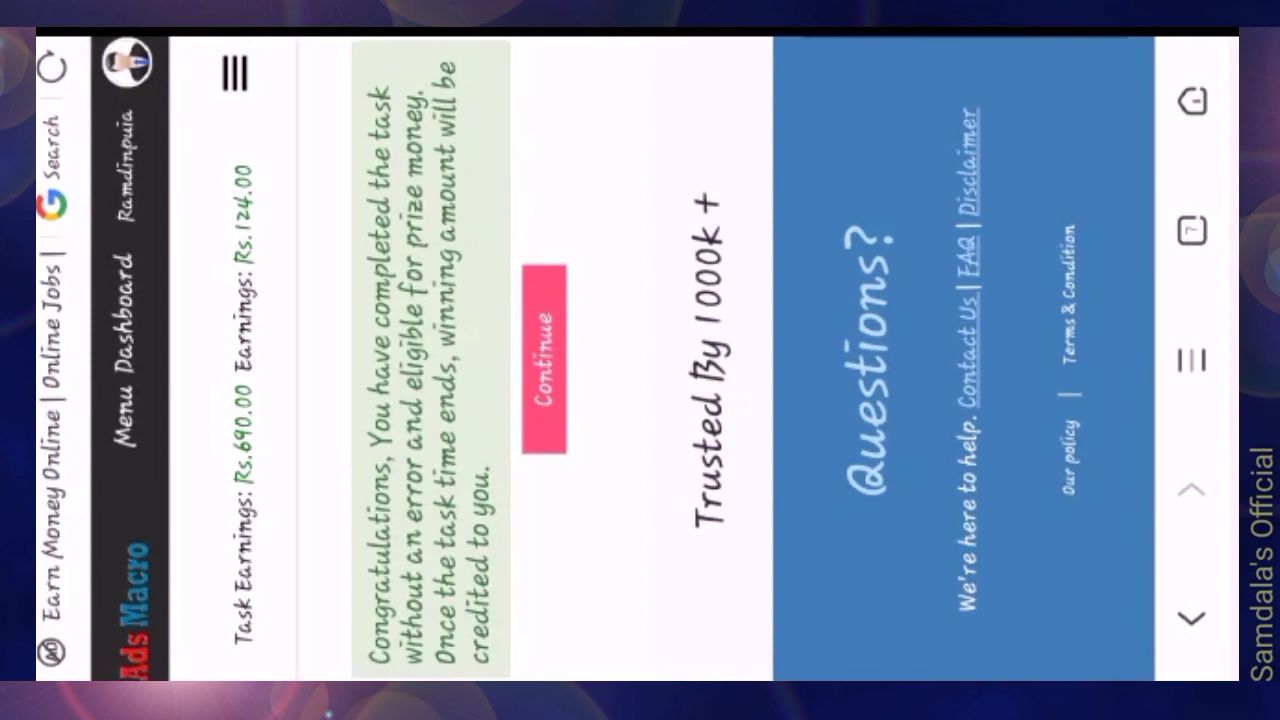 Earn Money Online | Online Jobs | G Search
Ads Macro Menu Dashboard Ramdinpuia
Task Earnings: Rs.690.00 Earnings: Rs.124.00
Congratulations, You have completed the task
without an error and eligible for prize money.
Once the task time ends, winning amount will be
credited to you.
Continue
Trusted By 1000k +
Questions?
We're here to help. Contact Us | FAQ | Disclaimer
Our policy | Terms & Condition
7
Samdala's Official